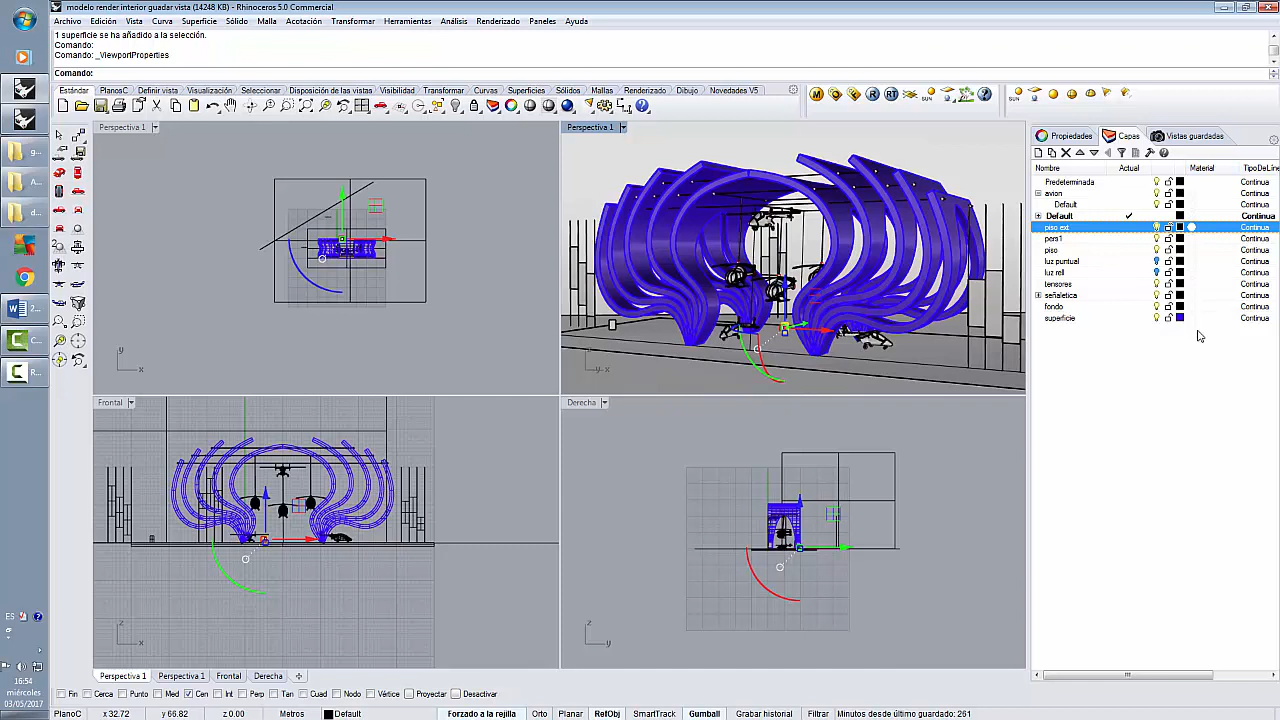 modelo render interior guadar vista (14248 KB) - Rhinoceros 5.0 Commercial
Archivo Edición Vista Curva Superficie Sólido Malla Acotación Transformar Herramientas Análisis Renderizado Paneles Ayuda
1 superficie se ha añadido a la selección.
Comando:
Comando: _ViewportProperties
Comando:
Estándar PlanoC Definir vista Visualización Seleccionar Disposición de las vistas Visibilidad Transformar Curvas Superficies Sólidos Mallas Renderizado Dibujo Novedades V5
Perspectiva 1
Perspectiva 1
Frontal
Derecha
y
x
y x
z
x
z
y
Propiedades Capas Vistas guardadas
Nombre Actual Material TipoDeLíne
Predeterminada Continua
avion Continua
Default Continua
Default Continua
piso ext Continua
pers1 Continua
piso Continua
luz puntual Continua
luz rell Continua
tensores Continua
señaletica Continua
fondo Continua
superficie Continua
g...
A...
d...
2...
C...
R...
ES
16:54
miércoles
03/05/2017
Perspectiva 1 Perspectiva 1 Frontal Derecha
Fin Cerca Punto Med Cen Int Perp Tan Cuad Nodo Vértice Proyectar Desactivar
PlanoC x 32.72 y 66.82 z 0.00 Metros Default Forzado a la rejilla Orto Planar RefObj SmartTrack Gumball Grabar historial Filtrar Minutos desde último guardado: 261